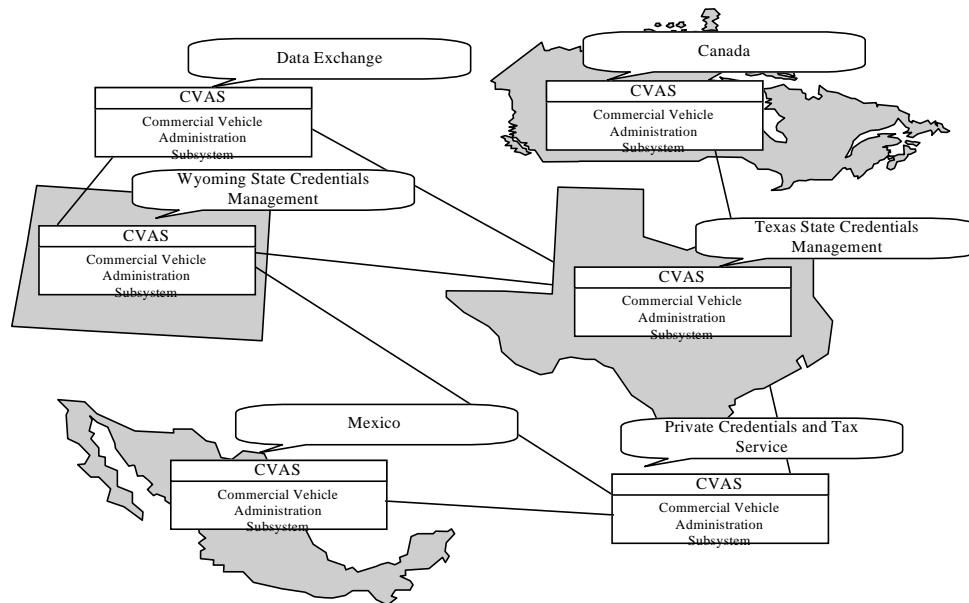 Data Exchange
CVAS
Commercial Vehicle
Administration
Subsystem
Canada
CVAS
Commercial Vehicle
Administration
Subsystem
Wyoming State Credentials
Management
CVAS
Commercial Vehicle
Administration
Subsystem
Texas State Credentials
Management
CVAS
Commercial Vehicle
Administration
Subsystem
Mexico
CVAS
Commercial Vehicle
Administration
Subsystem
Private Credentials and Tax
Service
CVAS
Commercial Vehicle
Administration
Subsystem